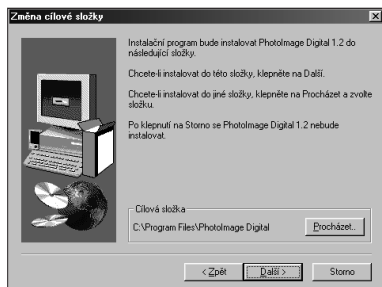 Změna cílové složky
Instalační program bude instalovat PhotoImage Digital 1.2 do
následující složky.
Chcete-li instalovat do této složky, klepněte na Další.
Chcete-li instalovat do jiné složky, klepněte na Procházet a zvolte
složku.
Po klepnutí na Storno se PhotoImage Digital 1.2 nebude
instalovat.
Cílová složka
C:\Program Files\PhotoImage Digital
Procházet..
< Zpět
Další >
Storno